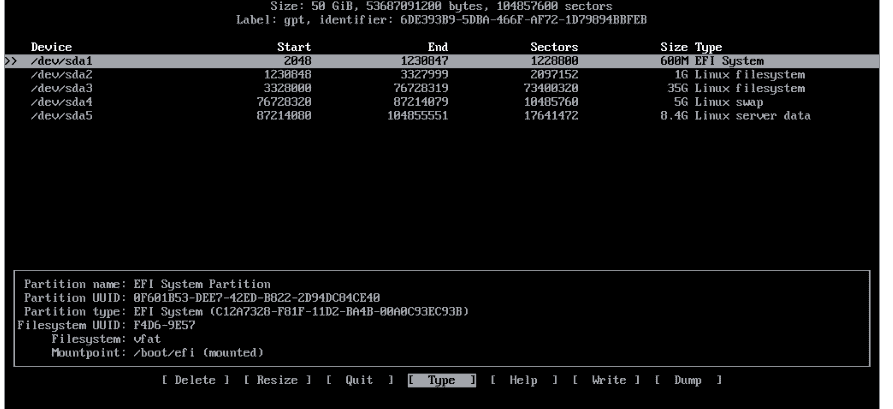 Size: 50 GiB, 53687091200 bytes, 104857600 sectors
Label: gpt, identifier: 6DE393B9-5DBA-466F-AF72-1D79894BBFEB
Device Start End Sectors Size Type
>> /dev/sda1 2048 1230847 1228800 600M EFI System
/dev/sda2 1230848 3327999 2097152 1G Linux filesystem
/dev/sda3 3328000 76728319 73400320 35G Linux filesystem
/dev/sda4 76728320 87214079 10485760 5G Linux swap
/dev/sda5 87214080 104855551 17641472 8.4G Linux server data
Partition name: EFI System Partition
Partition UUID: 0F601B53-DEE7-42ED-B822-2D94DC84CE40
Partition type: EFI System (C12A7328-F81F-11D2-BA4B-00A0C93EC93B)
Filesystem UUID: F4D6-9E57
Filesystem: vfat
Mountpoint: /boot/efi (mounted)
[ Delete ] [ Resize ] [ Quit ] [ Type ] [ Help ] [ Write ] [ Dump ]